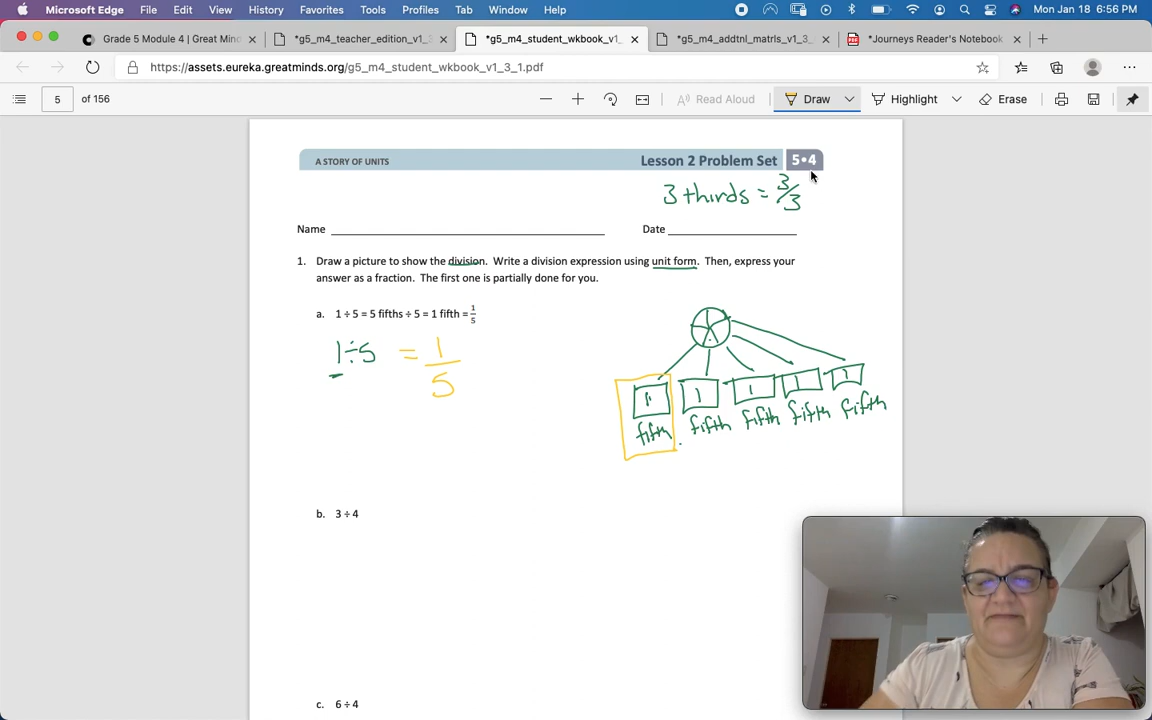 Microsoft Edge File Edit View History Favorites Tools Profiles Tab Window Help Mon Jan 18 6:56 PM
Grade 5 Module 4 | Great Min *g5_m4_teacher_edition_v1_3 *g5_m4_student_wkbook_v1_ *g5_m4_addtnl_matrls_v1_3_ *Journeys Reader's Notebook
https://assets.eureka.greatminds.org/g5_m4_student_wkbook_v1_3_1.pdf
5 of 156 Read Aloud Draw Highlight Erase
A STORY OF UNITS Lesson 2 Problem Set 5•4
3 thirds = 3/3
Name Date
1. Draw a picture to show the division. Write a division expression using unit form. Then, express your
answer as a fraction. The first one is partially done for you.
a. 1 ÷ 5 = 5 fifths ÷ 5 = 1 fifth = 1/5
1÷5 = 1/5
1 1 1 1 1
fifth fifth fifth fifth fifth
b. 3 ÷ 4
c. 6 ÷ 4